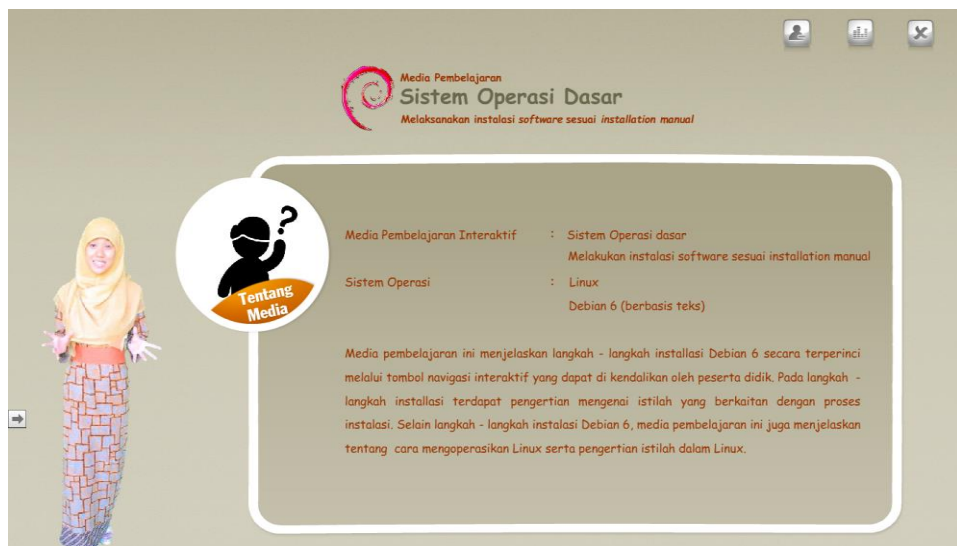 Media Pembelajaran
Sistem Operasi Dasar
Melaksanakan instalasi software sesuai installation manual
Tentang
Media
Media Pembelajaran Interaktif : Sistem Operasi dasar
Melakukan instalasi software sesuai installation manual
Sistem Operasi : Linux
Debian 6 (berbasis teks)
Media pembelajaran ini menjelaskan langkah - langkah installasi Debian 6 secara terperinci
melalui tombol navigasi interaktif yang dapat di kendalikan oleh peserta didik. Pada langkah -
langkah installasi terdapat pengertian mengenai istilah yang berkaitan dengan proses
instalasi. Selain langkah - langkah instalasi Debian 6, media pembelajaran ini juga menjelaskan
tentang cara mengoperasikan Linux serta pengertian istilah dalam Linux.